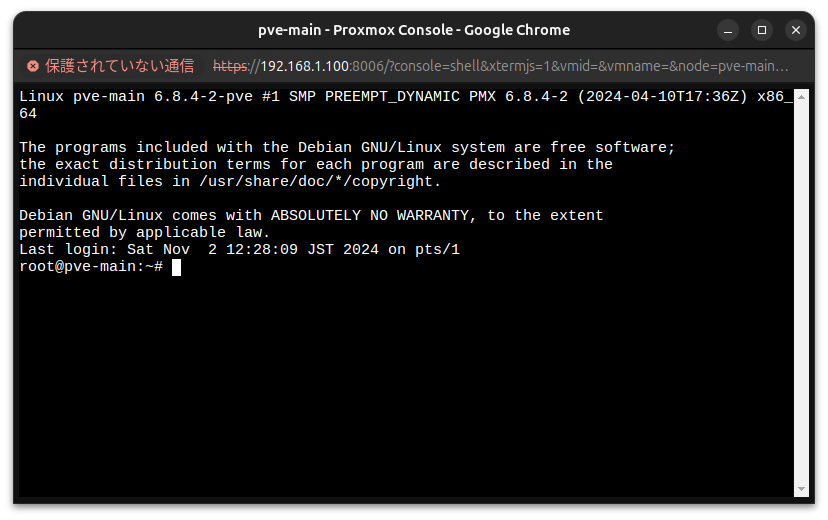 pve-main - Proxmox Console - Google Chrome
保護されていない通信 https://192.168.1.100:8006/?console=shell&xtermjs=1&vmid=&vmname=&node=pve-main…
Linux pve-main 6.8.4-2-pve #1 SMP PREEMPT_DYNAMIC PMX 6.8.4-2 (2024-04-10T17:36Z) x86_
64
The programs included with the Debian GNU/Linux system are free software;
the exact distribution terms for each program are described in the
individual files in /usr/share/doc/*/copyright.
Debian GNU/Linux comes with ABSOLUTELY NO WARRANTY, to the extent
permitted by applicable law.
Last login: Sat Nov  2 12:28:09 JST 2024 on pts/1
root@pve-main:~#